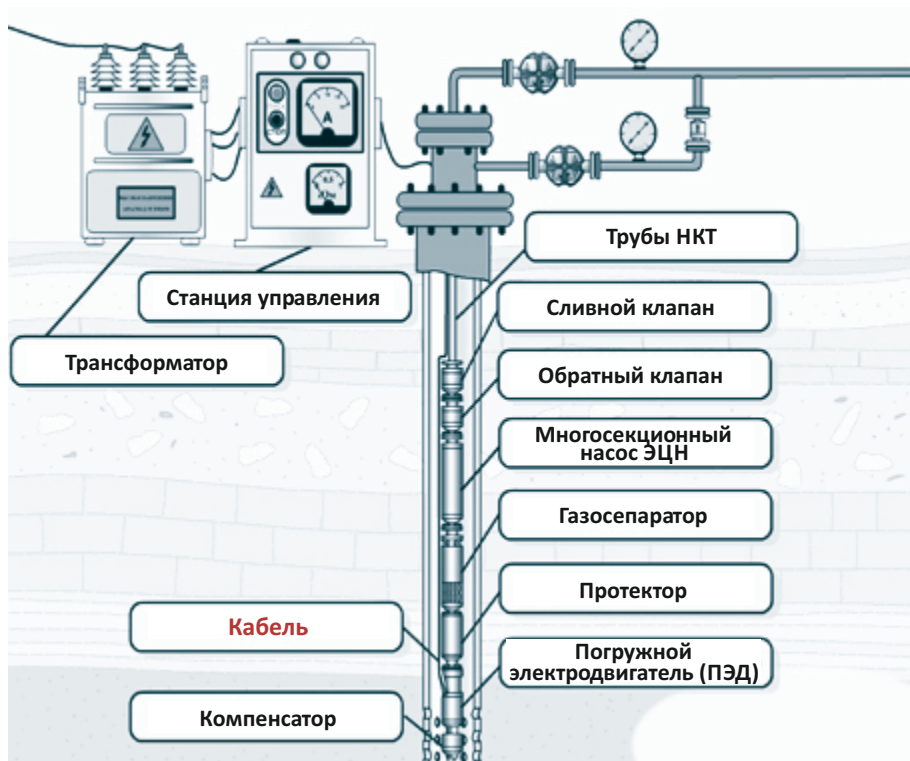 А
Трубы НКТ
Станция управления
Сливной клапан
Трансформатор
Обратный клапан
Многосекционный
насос ЭЦН
Газосепаратор
Протектор
Кабель
Погружной
электродвигатель (ПЭД)
Компенсатор